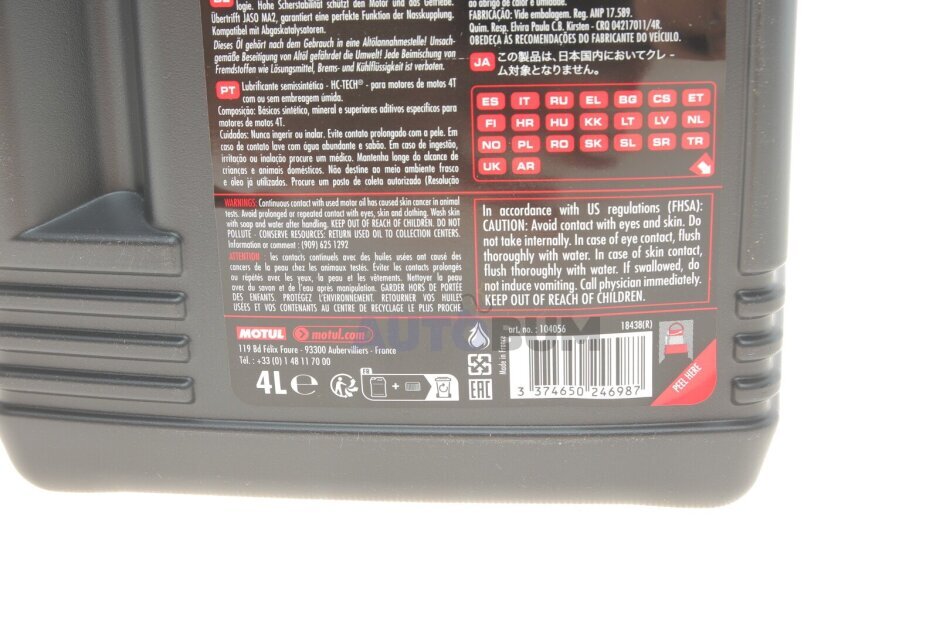 DE
logie. Hohe Scherstabilität schützt den Motor und das Getriebe.
Übertrifft JASO MA2, garantiert eine perfekte Funktion der Nasskupplung.
Kompatibel mit Abgaskatalysatoren.
Dieses Öl gehört nach dem Gebrauch in eine Altölannahmestelle! Unsach-
gemäße Beseitigung von Altöl gefährdet die Umwelt! Jede Beimischung von
Fremdstoffen wie Lösungsmittel, Brems- und Kühlflüssigkeit ist verboten.
PT Lubrificante semissintético - HC-TECH® - para motores de motos 4T
com ou sem embreagem úmida.
Composição: Básicos sintético, mineral e superiores aditivos específicos para
motores de motos 4T.
Cuidados: Nunca ingerir ou inalar. Evite contato prolongado com a pele. Em
caso de contato lave com água abundante e sabão. Em caso de ingestão,
irritação ou inalação procure um médico. Mantenha longe do alcance de
crianças e animais domésticos. Não destine ao meio ambiente frasco
e óleo já utilizados. Procure um posto de coleta autorizado (Resolução
ao abrigo de calor e umidade.
FABRICAÇÃO: Vide embalagem. Reg. ANP 17.589.
Quim. Resp. Elvira Paula C.B. Kirsten - CRQ 04217011/4R.
OBEDEÇA ÀS RECOMENDAÇÕES DO FABRICANTE DO VEÍCULO.
JA この製品は、日本国内においてクレー
ム対象となりません。
ES IT RU EL BG CS ET
FI HR HU KK LT LV NL
NO PL RO SK SL SR TR
UK AR
WARNINGS: Continuous contact with used motor oil has caused skin cancer in animal
tests. Avoid prolonged or repeated contact with eyes, skin and clothing. Wash skin
with soap and water after handling. KEEP OUT OF REACH OF CHILDREN. DO NOT
POLLUTE - CONSERVE RESOURCES: RETURN USED OIL TO COLLECTION CENTERS.
Information or comment : (909) 625 1292
ATTENTION : les contacts continuels avec des huiles usées ont causé des
cancers de la peau chez les animaux testés. Éviter les contacts prolongés
ou répétés avec les yeux, la peau et les vêtements. Nettoyer la peau
avec du savon et de l'eau après manipulation. GARDER HORS DE PORTÉE
DES ENFANTS. PROTÉGEZ L'ENVIRONNEMENT. RETOURNER VOS HUILES
USÉES ET VOS CONTENANTS AU CENTRE DE RECYCLAGE LE PLUS PROCHE.
In accordance with US regulations (FHSA):
CAUTION: Avoid contact with eyes and skin. Do
not take internally. In case of eye contact, flush
thoroughly with water. In case of skin contact,
flush thoroughly with water. If swallowed, do
not induce vomiting. Call physician immediately.
KEEP OUT OF REACH OF CHILDREN.
MOTUL motul.com
119 Bd Félix Faure - 93300 Aubervilliers - France
Tél. : +33 (0) 1 48 11 70 00
4L e
FR
EAC
Made in France
art. no. : 104056 18438(R)
3 374650 246987
PEEL HERE
AUTOBUM